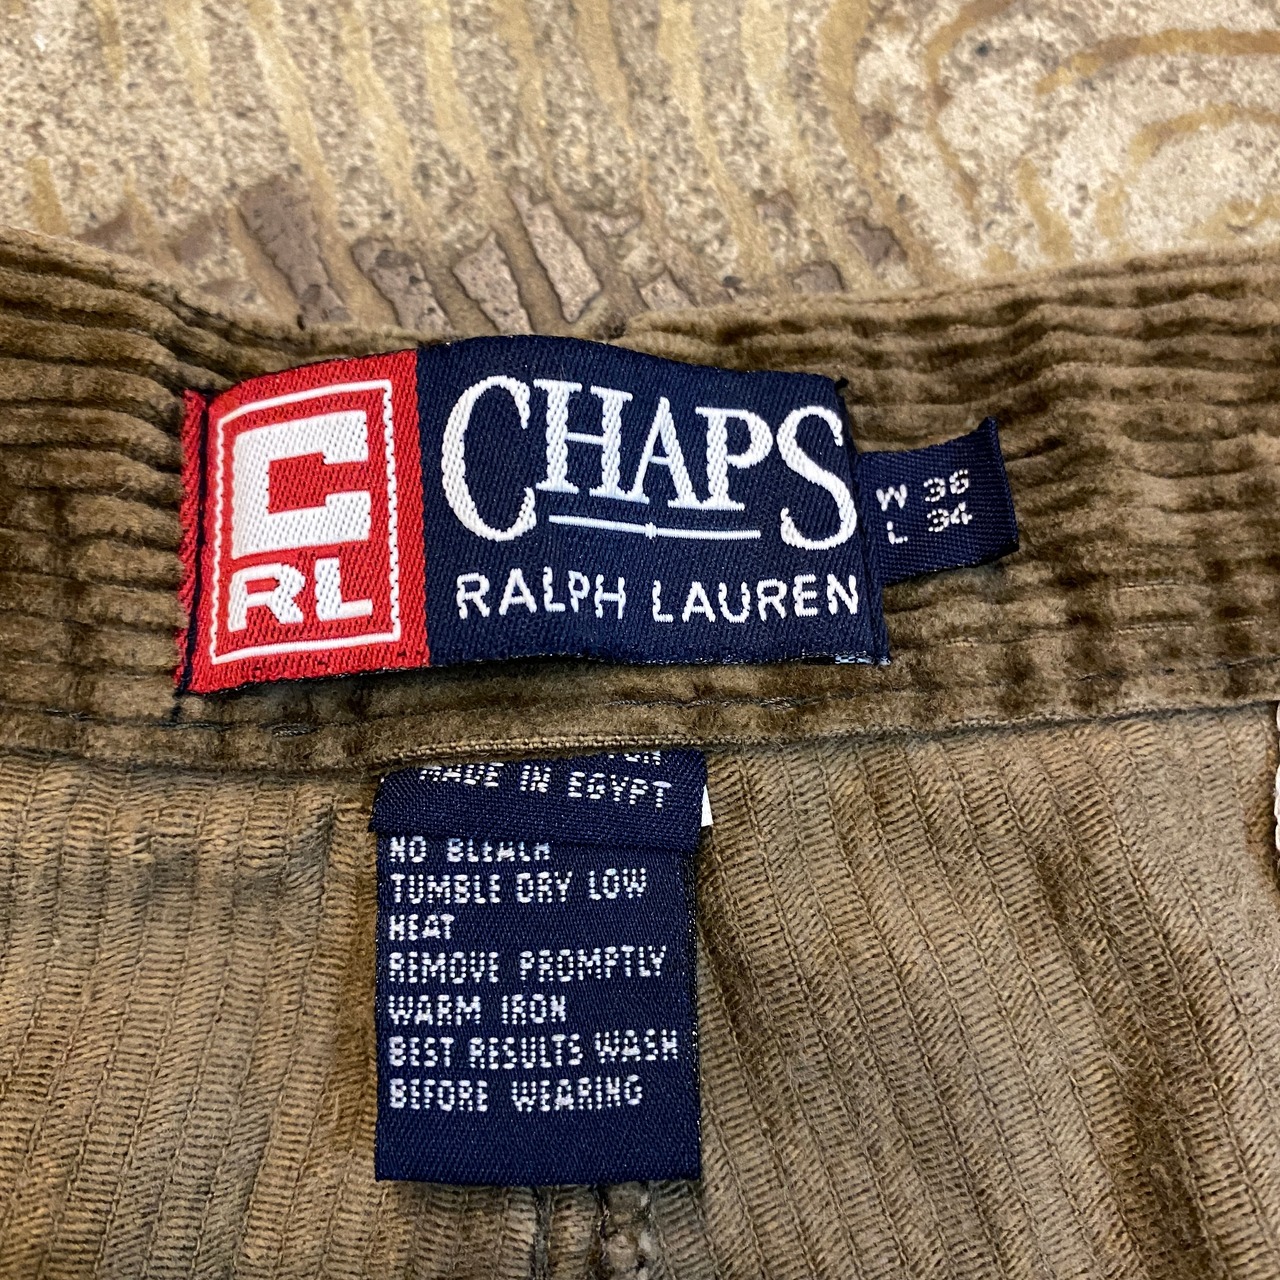 C
RL
CHAPS
RALPH LAUREN
W 36
L 34
MADE IN EGYPT
NO BLEACH
TUMBLE DRY LOW
HEAT
REMOVE PROMPTLY
WARM IRON
BEST RESULTS WASH
BEFORE WEARING